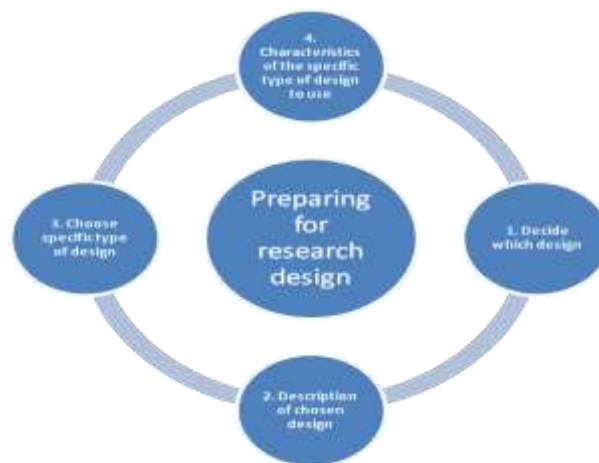 4.
Characteristics
of the specific
type of design
to use
3. Choose
specific type
of design
Preparing
for
research
design
1. Decide
which design
2. Description
of chosen
design